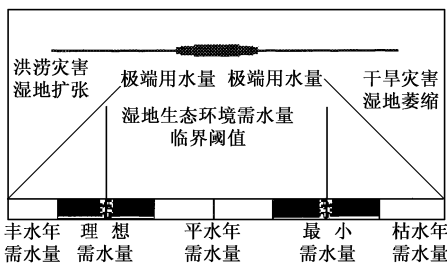 洪涝灾害
湿地扩张
极端用水量 极端用水量
干旱灾害
湿地萎缩
湿地生态环境需水量
临界阈值
丰水年
需水量
理 想
需水量
平水年
需水量
最 小
需水量
枯水年
需水量